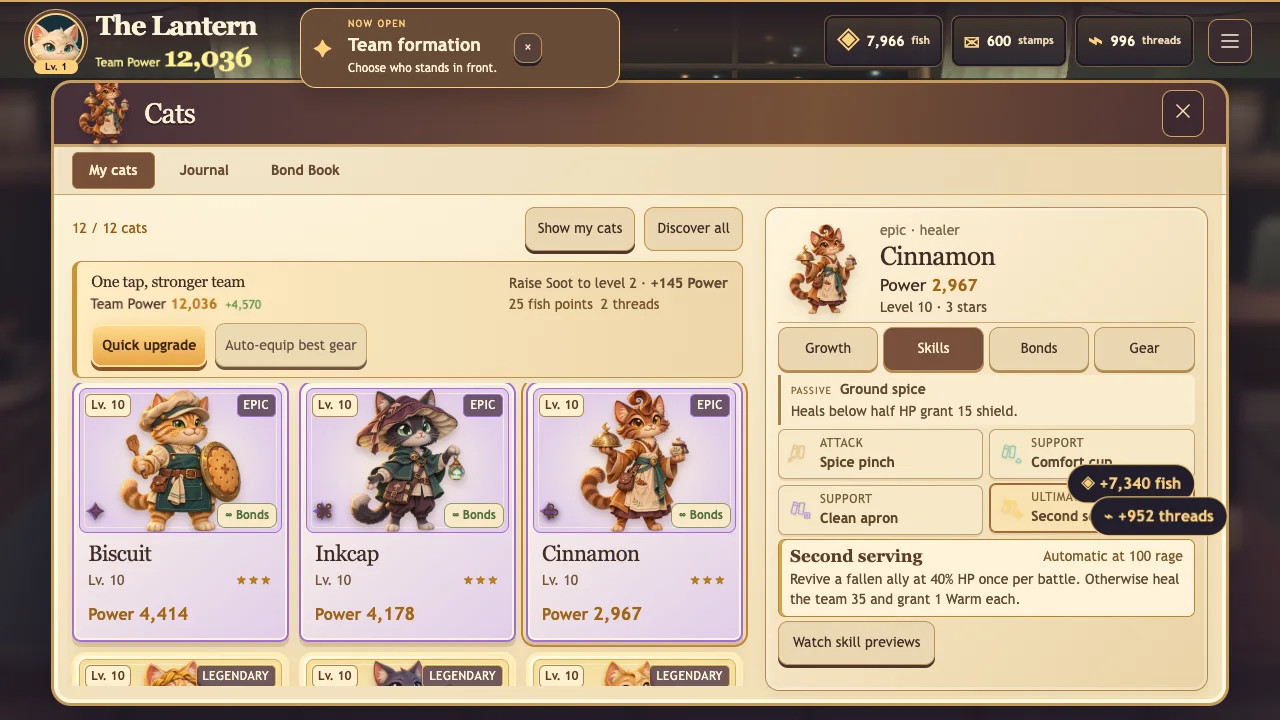 The Lantern
Lv. 1
Team Power 12,036
NOW OPEN
Team formation
Choose who stands in front.
×
7,966 fish
600 stamps
996 threads
Cats
My cats
Journal
Bond Book
12 / 12 cats
Show my cats
Discover all
One tap, stronger team
Team Power 12,036 +4,570
Raise Soot to level 2 · +145 Power
25 fish points 2 threads
Quick upgrade
Auto-equip best gear
Lv. 10
EPIC
∞ Bonds
Biscuit
Lv. 10
★★★
Power 4,414
Lv. 10
EPIC
∞ Bonds
Inkcap
Lv. 10
★★★
Power 4,178
Lv. 10
EPIC
∞ Bonds
Cinnamon
Lv. 10
★★★
Power 2,967
Lv. 10
LEGENDARY
Lv. 10
LEGENDARY
Lv. 10
LEGENDARY
epic · healer
Cinnamon
Power 2,967
Level 10 · 3 stars
Growth
Skills
Bonds
Gear
PASSIVE Ground spice
Heals below half HP grant 15 shield.
ATTACK
Spice pinch
SUPPORT
Comfort cup
SUPPORT
Clean apron
ULTIMA
Second s
+7,340 fish
+952 threads
Second serving
Automatic at 100 rage
Revive a fallen ally at 40% HP once per battle. Otherwise heal
the team 35 and grant 1 Warm each.
Watch skill previews